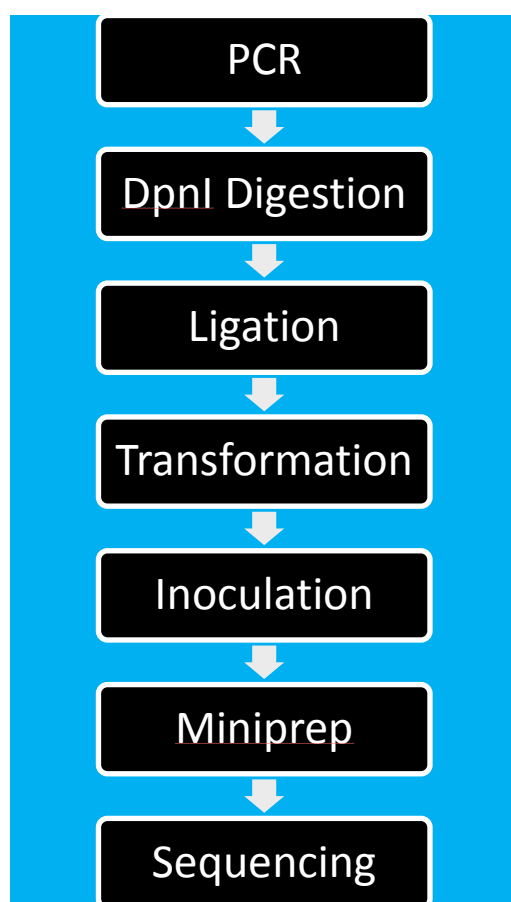 PCR
DpnI Digestion
Ligation
Transformation
Inoculation
Miniprep
Sequencing